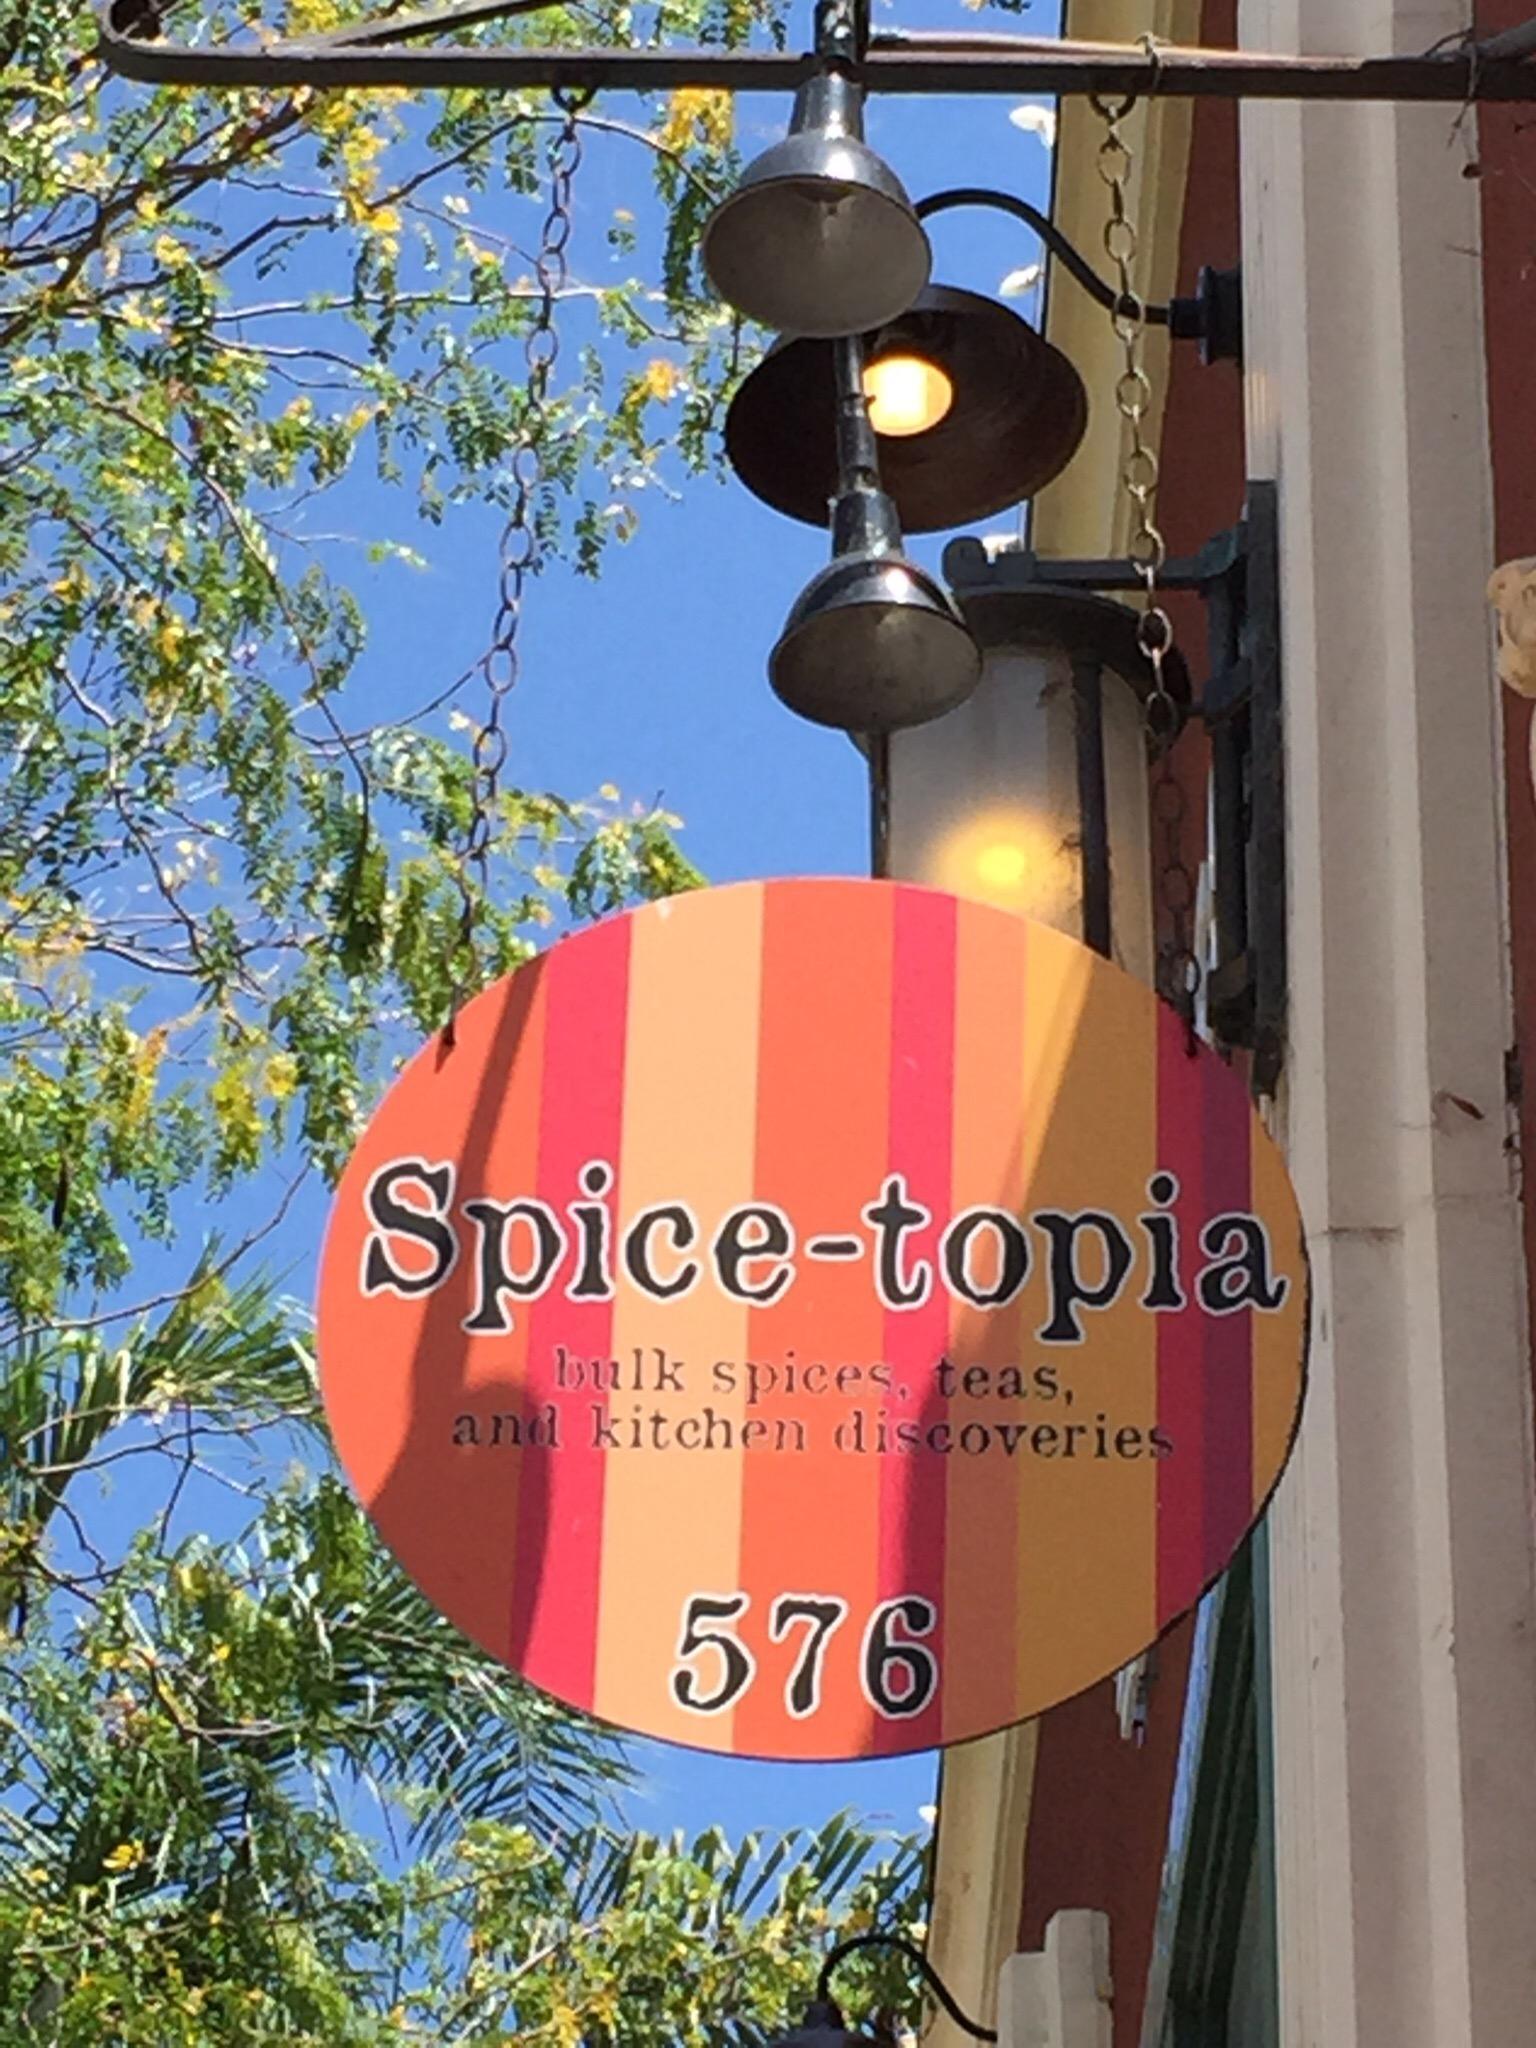 Spice-topia
bulk spices, teas,
and kitchen discoveries
576